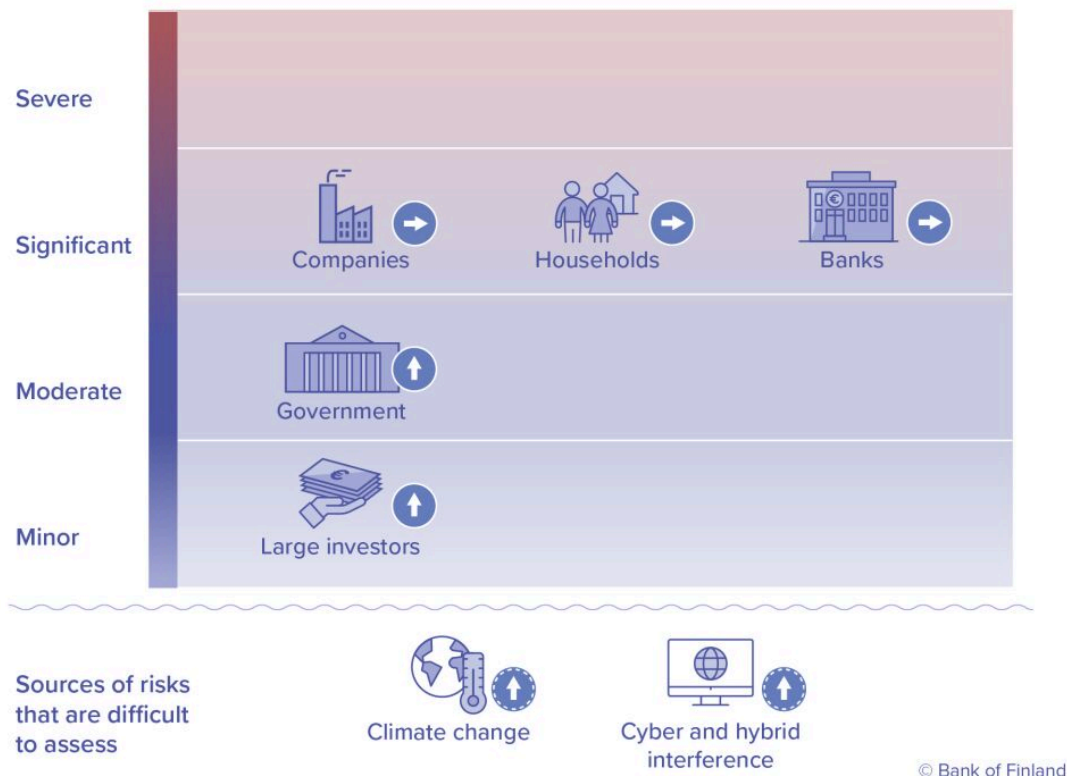 Severe
Significant
Companies
Households
Banks
Moderate
Government
Minor
Large investors
Sources of risks
that are difficult
to assess
Climate change
Cyber and hybrid
interference
© Bank of Finland